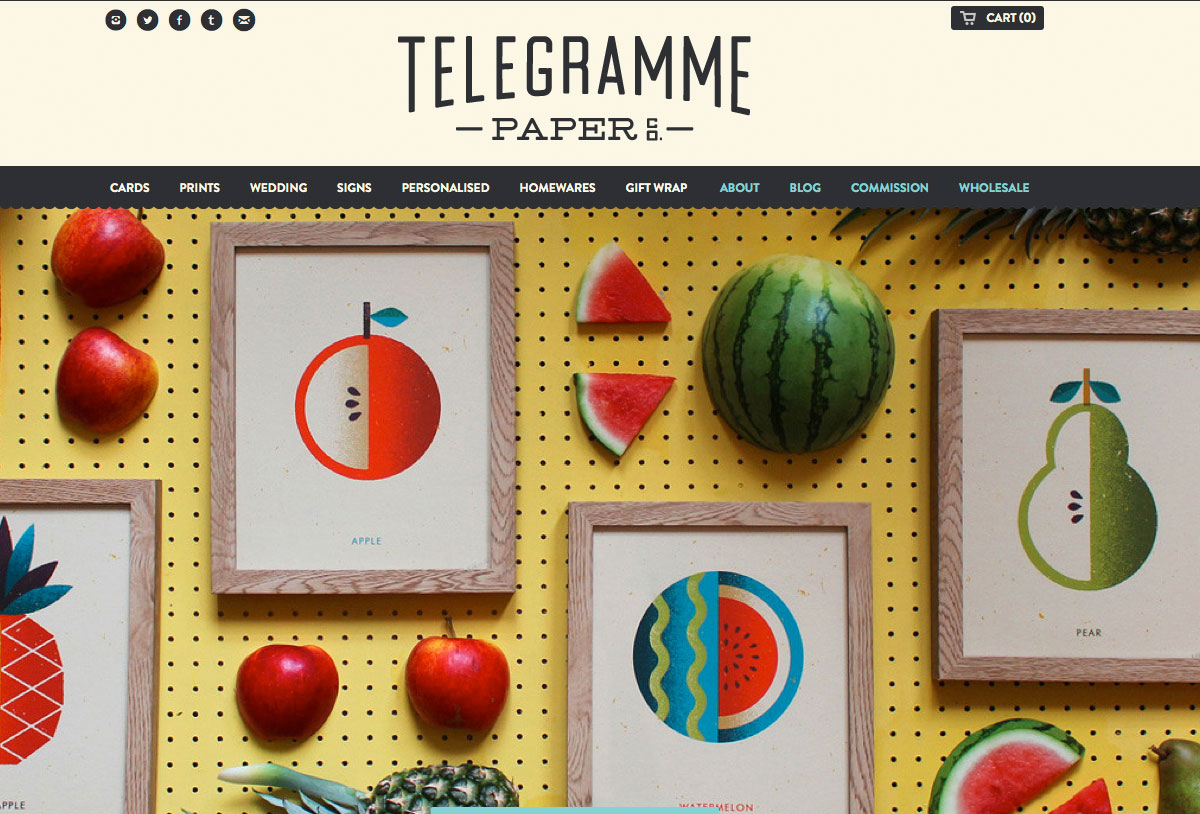 CART (0)
TELEGRAMME
PAPER CO.
CARDS PRINTS WEDDING SIGNS PERSONALISED HOMEWARES GIFT WRAP ABOUT BLOG COMMISSION WHOLESALE
APPLE
PEAR
APPLE
WATERMELON